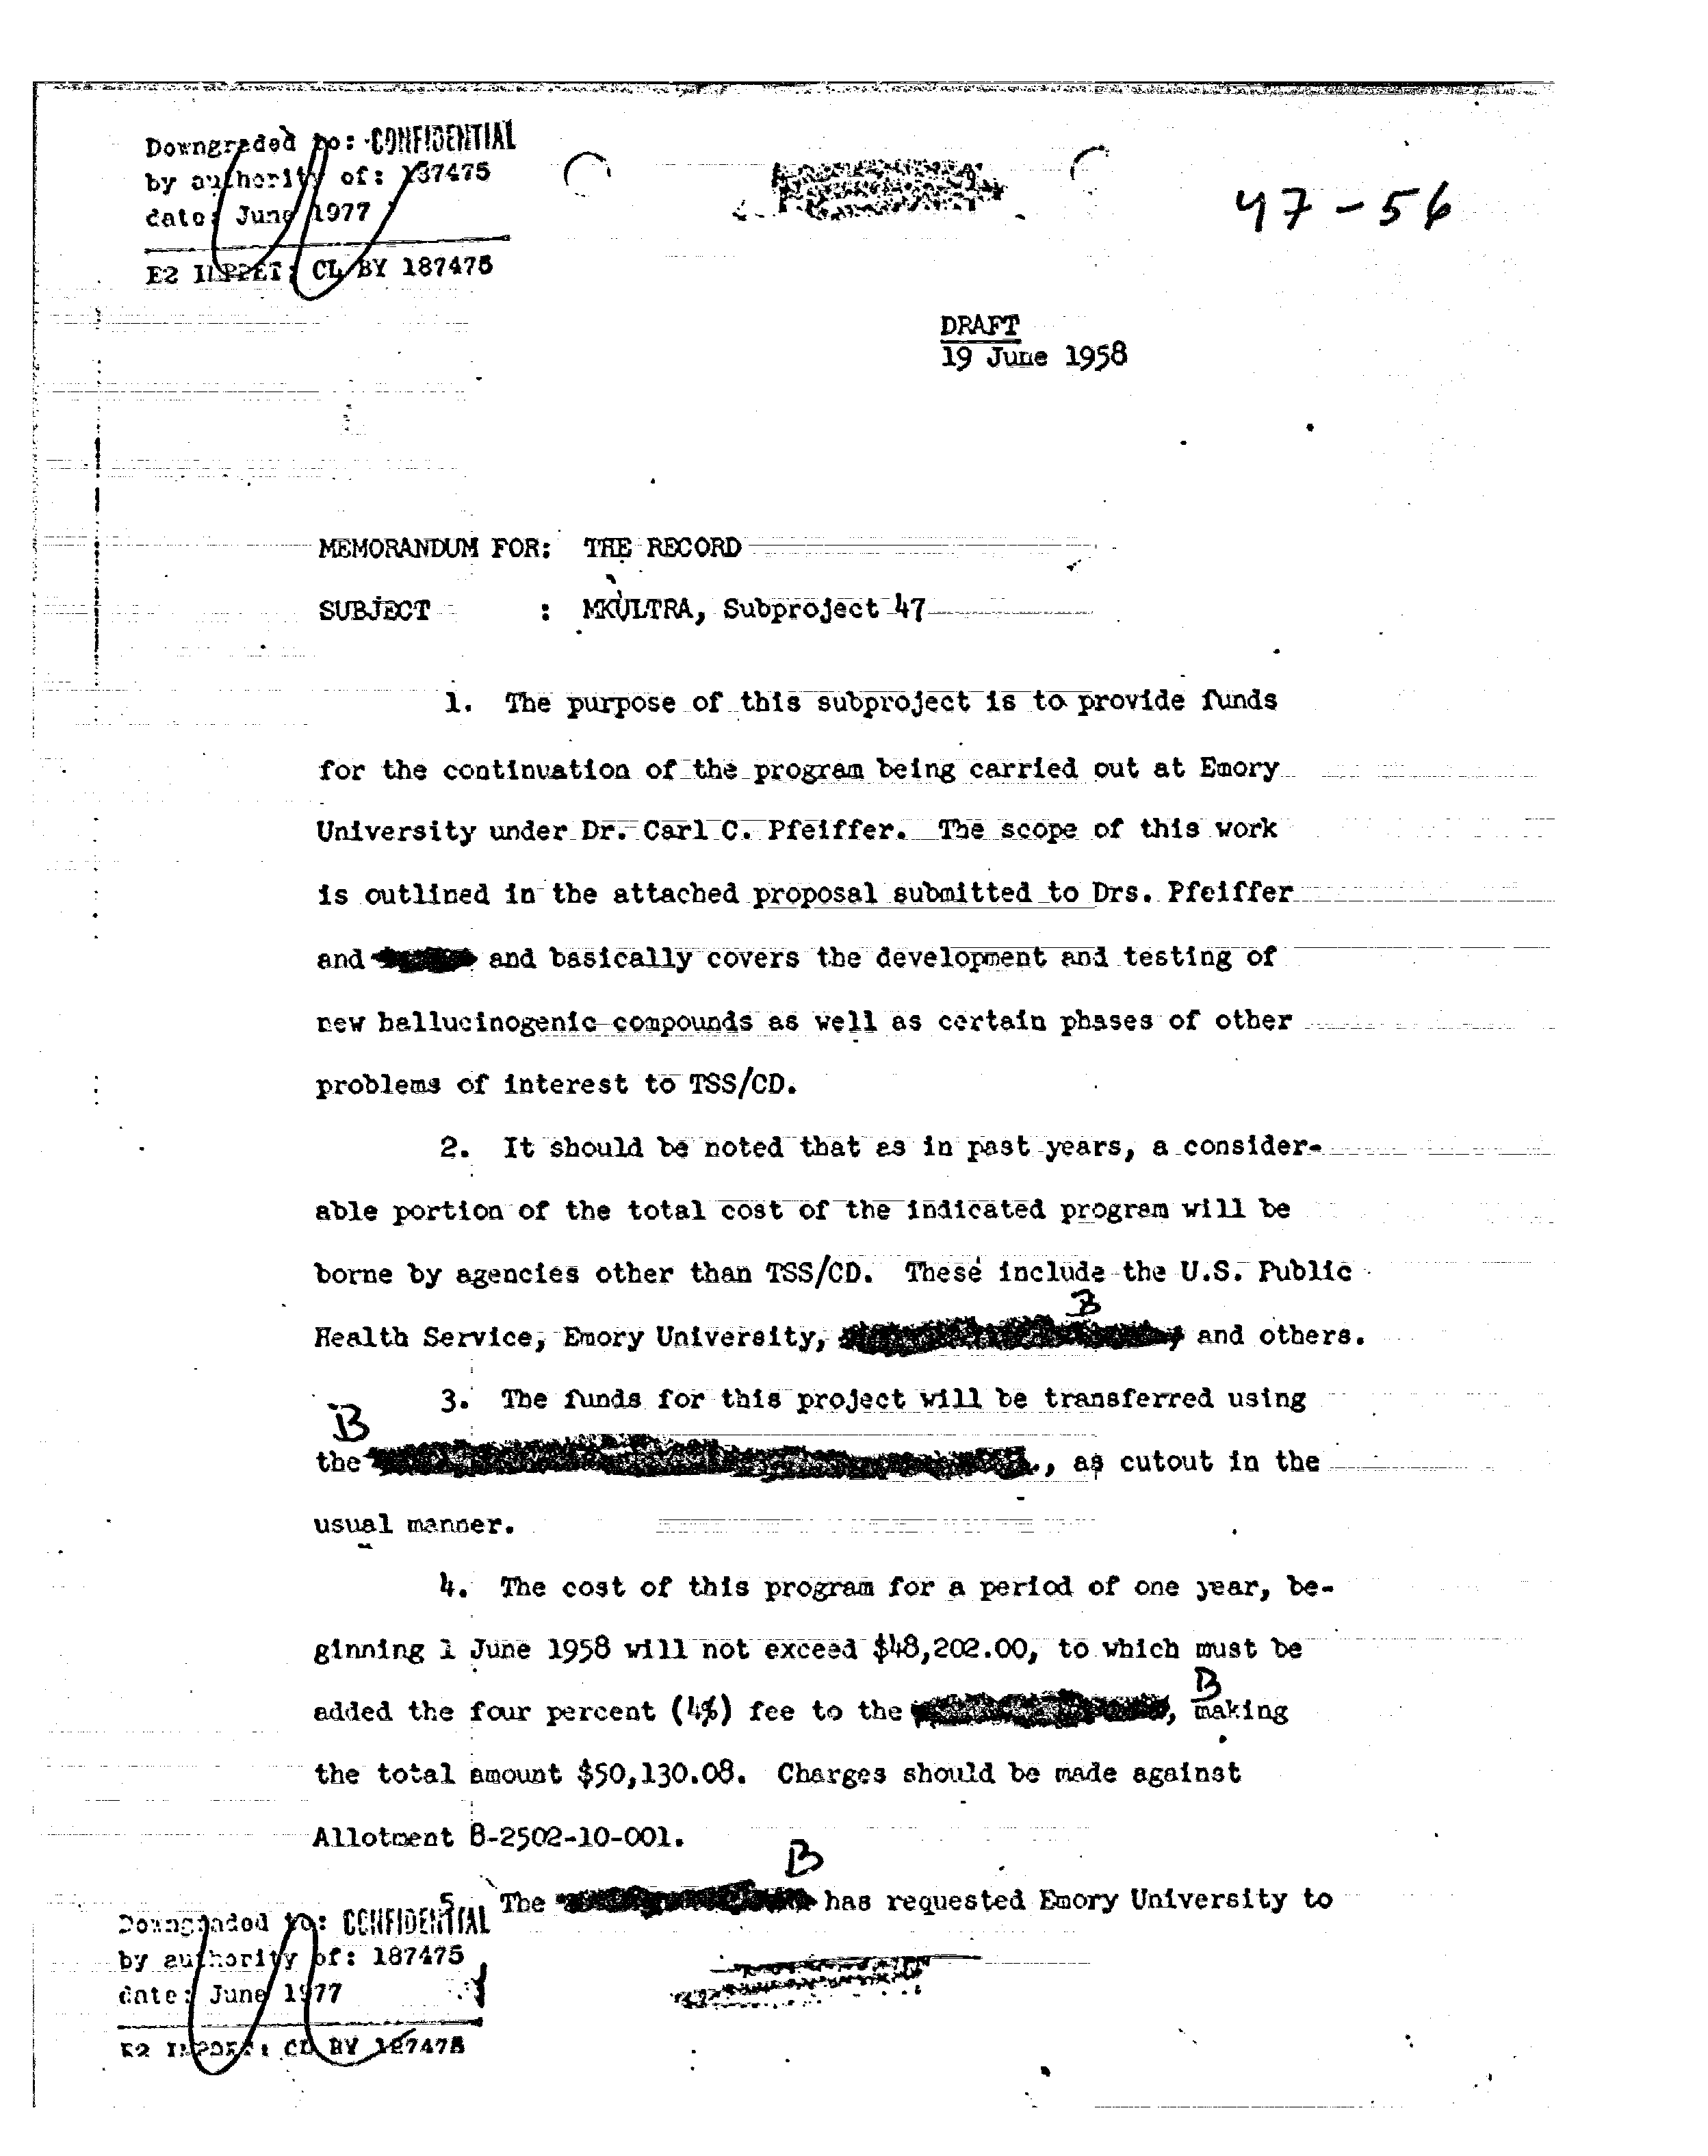 Downgraded to: CONFIDENTIAL
by authority of: 187475
date: June 1977
E2 IMPDET: CL BY 187475
47-56
DRAFT
19 June 1958
MEMORANDUM FOR: THE RECORD
SUBJECT : MKULTRA, Subproject 47
1. The purpose of this subproject is to provide funds
for the continuation of the program being carried out at Emory
University under Dr. Carl C. Pfeiffer. The scope of this work
is outlined in the attached proposal submitted to Drs. Pfeiffer
and and basically covers the development and testing of
new hallucinogenic compounds as well as certain phases of other
problems of interest to TSS/CD.
2. It should be noted that as in past years, a consider-
able portion of the total cost of the indicated program will be
borne by agencies other than TSS/CD. These include the U.S. Public
B
Health Service, Emory University, and others.
3. The funds for this project will be transferred using
B
the ., as cutout in the
usual manner.
4. The cost of this program for a period of one year, be-
ginning 1 June 1958 will not exceed $48,202.00, to which must be
B
added the four percent (4%) fee to the , making
the total amount $50,130.08. Charges should be made against
Allotment 8-2502-10-001.
B
5. The has requested Emory University to
Downgraded to: CONFIDENTIAL
by authority of: 187475
date: June 1977
E2 IMPDET: CL BY 187475